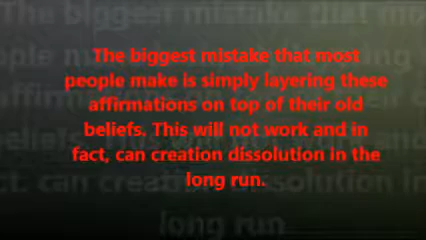 The biggest mistake that most
people make is simply layering these
affirmations on top of their old
beliefs. This will not work and in
fact, can creation dissolution in the
long run.